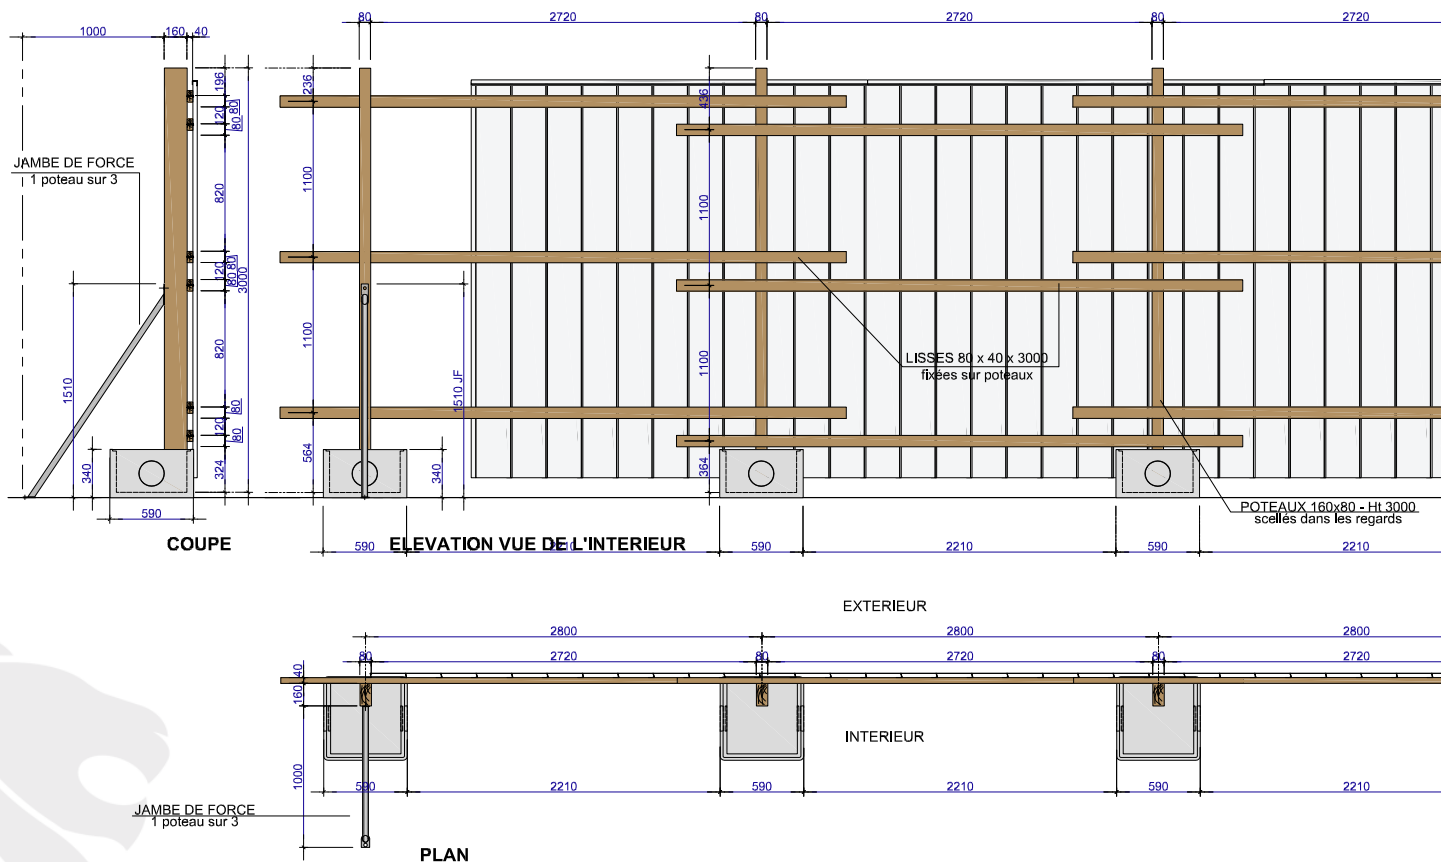 80 2720 80 2720 80 2720
1000 160 40
196
80
120
80
820
80
120
80
3000
820
80
120
80
324
JAMBE DE FORCE
1 poteau sur 3
1510
340
590
COUPE
236
1100
1100
564
1510 JF
340
436
1100
1100
364
LISSES 80 x 40 x 3000
fixées sur poteaux
POTEAUX 160x80 - Ht 3000
scellés dans les regards
590 2210 590 2210 590 2210
ELEVATION VUE DE L'INTERIEUR
EXTERIEUR
2800 2800 2800
80 2720 80 2720 80 2720
40
160
1000
INTERIEUR
590 2210 590 2210 590 2210
JAMBE DE FORCE
1 poteau sur 3
PLAN